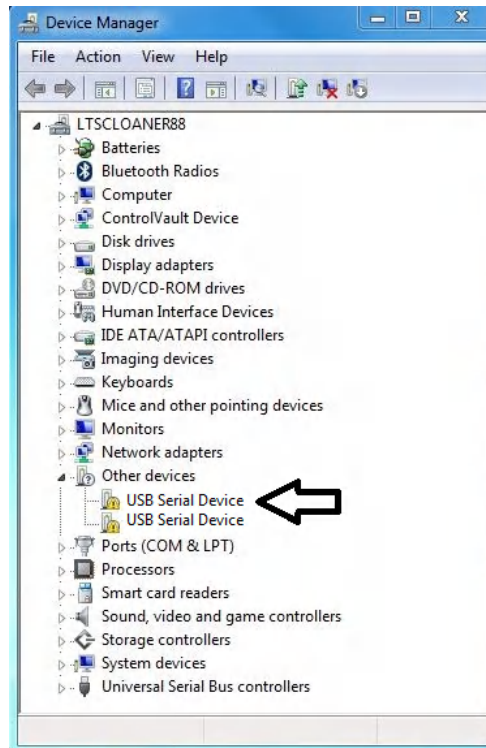 Device Manager
File Action View Help
LTSCLOANER88
Batteries
Bluetooth Radios
Computer
ControlVault Device
Disk drives
Display adapters
DVD/CD-ROM drives
Human Interface Devices
IDE ATA/ATAPI controllers
Imaging devices
Keyboards
Mice and other pointing devices
Monitors
Network adapters
Other devices
USB Serial Device
USB Serial Device
Ports (COM & LPT)
Processors
Smart card readers
Sound, video and game controllers
Storage controllers
System devices
Universal Serial Bus controllers